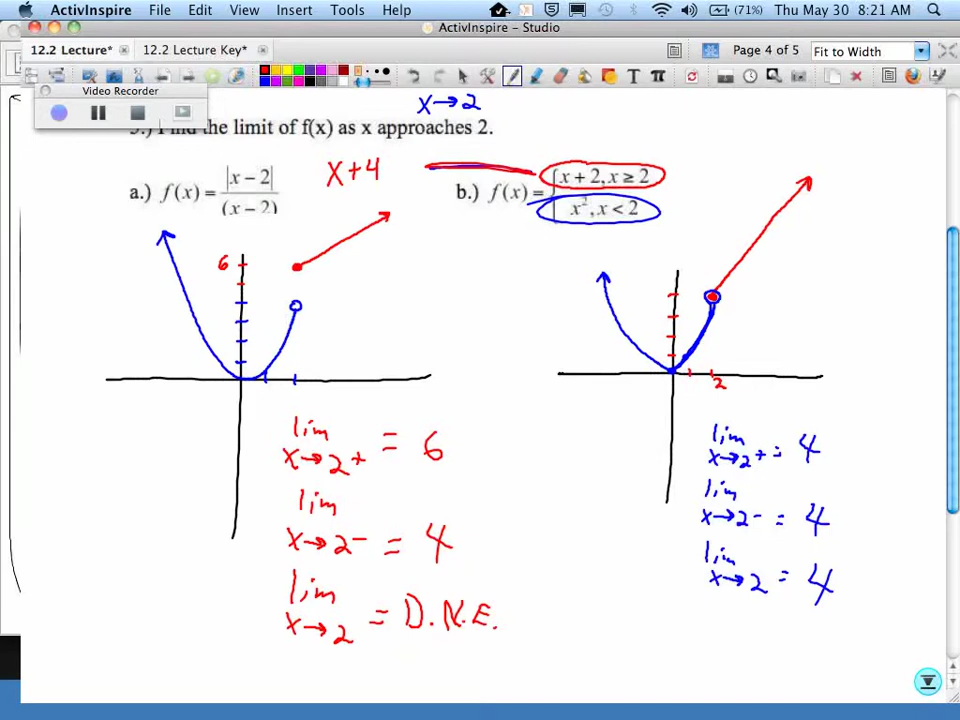 ActivInspire File Edit View Insert Tools Help (71%) Thu May 30 8:21 AM
ActivInspire - Studio
12.2 Lecture* 12.2 Lecture Key* Page 4 of 5 Fit to Width
Video Recorder
x→2
the limit of f(x) as x approaches 2.
a.) f(x) = |x − 2| / (x − 2)
x+4
b.) f(x) = { x + 2, x ≥ 2
x², x < 2
6
2
lim x→2+ = 6
lim x→2− = 4
lim x→2 = D.N.E.
lim x→2+ = 4
lim x→2− = 4
lim x→2 = 4